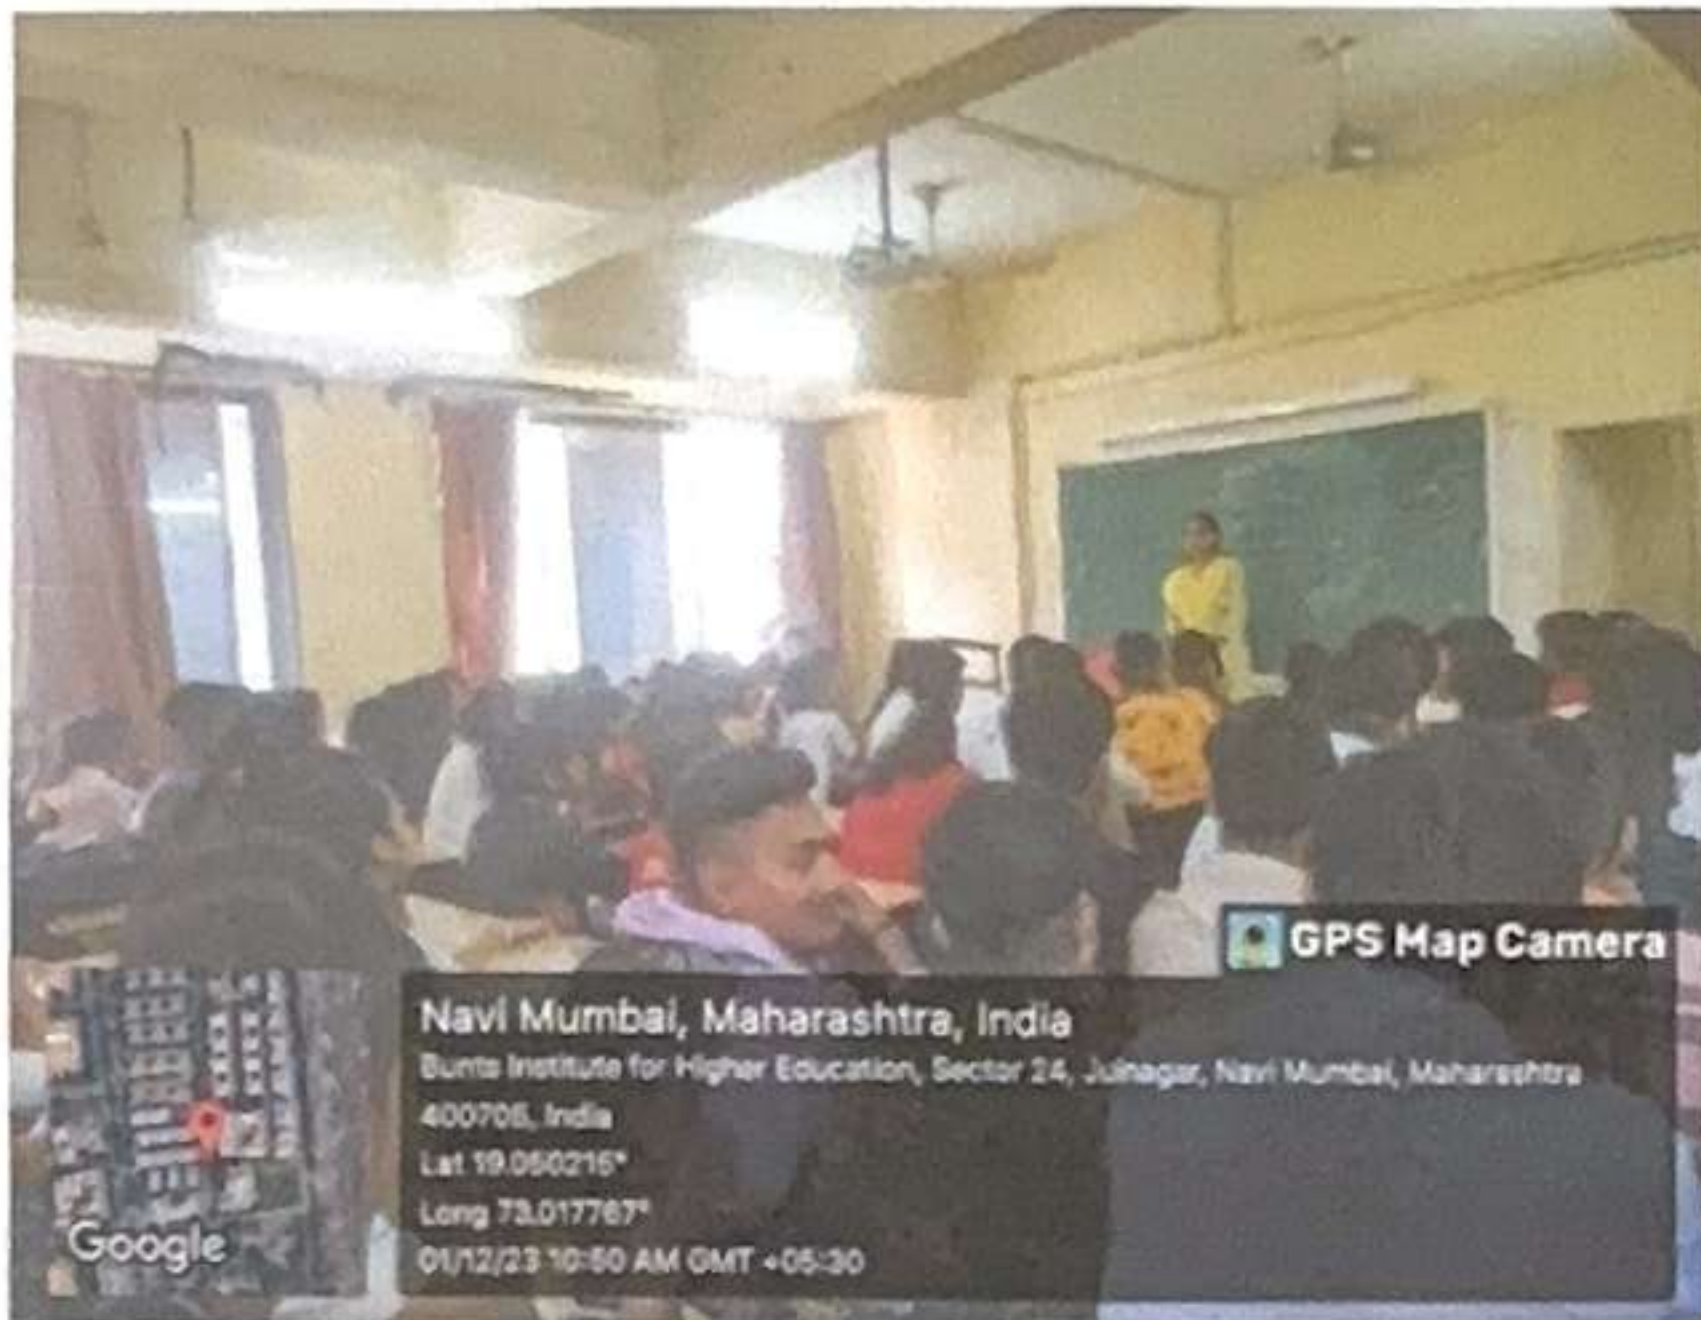 GPS Map Camera
Navi Mumbai, Maharashtra, India
Bunts Institute for Higher Education, Sector 24, Juinagar, Navi Mumbai, Maharashtra
400705, India
Lat 19.050215°
Long 73.017767°
01/12/23 10:50 AM GMT +05:30
Google